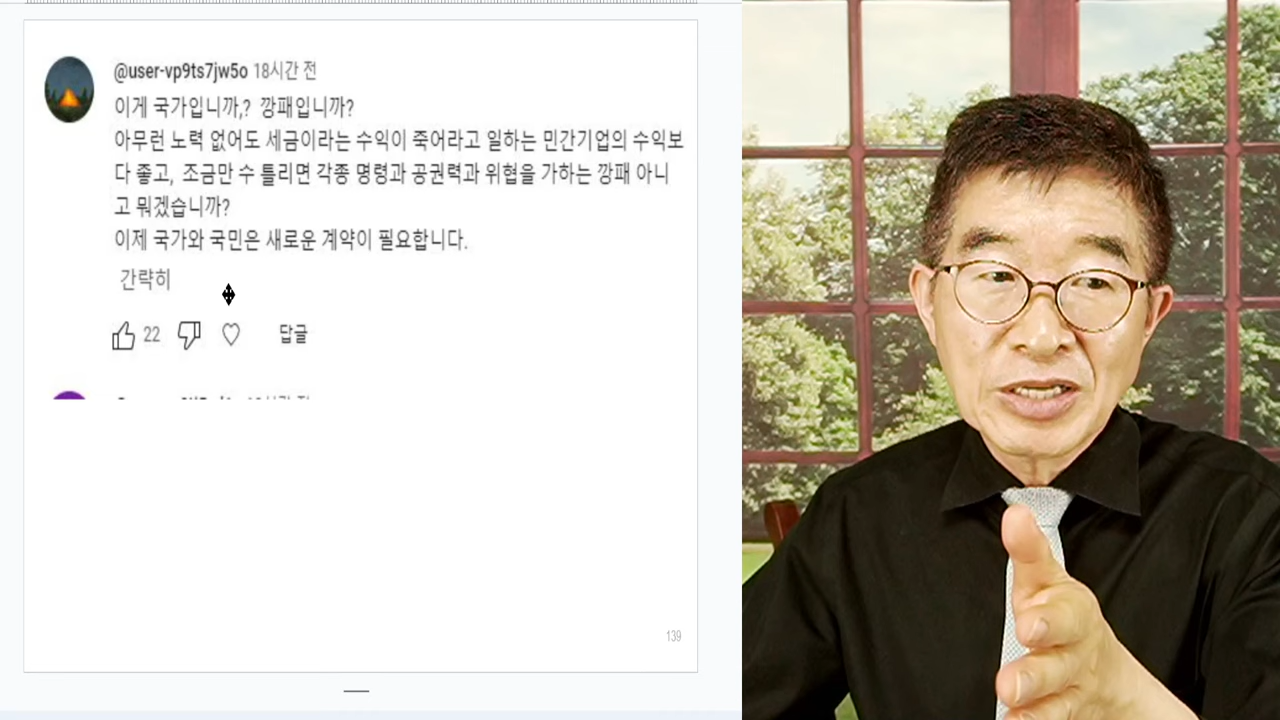 @user-vp9ts7jw5o 18시간 전
이게 국가입니까,? 깡패입니까?
아무런 노력 없어도 세금이라는 수익이 죽어라고 일하는 민간기업의 수익보
다 좋고, 조금만 수 틀리면 각종 명령과 공권력과 위협을 가하는 깡패 아니
고 뭐겠습니까?
이제 국가와 국민은 새로운 계약이 필요합니다.
간략히
22 답글
139